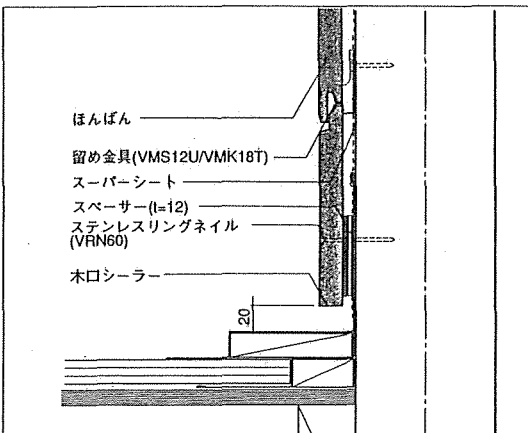 ほんばん
留め金具(VMS12U/VMK18T)
スーパーシート
スペーサー(t=12)
ステンレスリングネイル
(VRN60)
木口シーラー
20